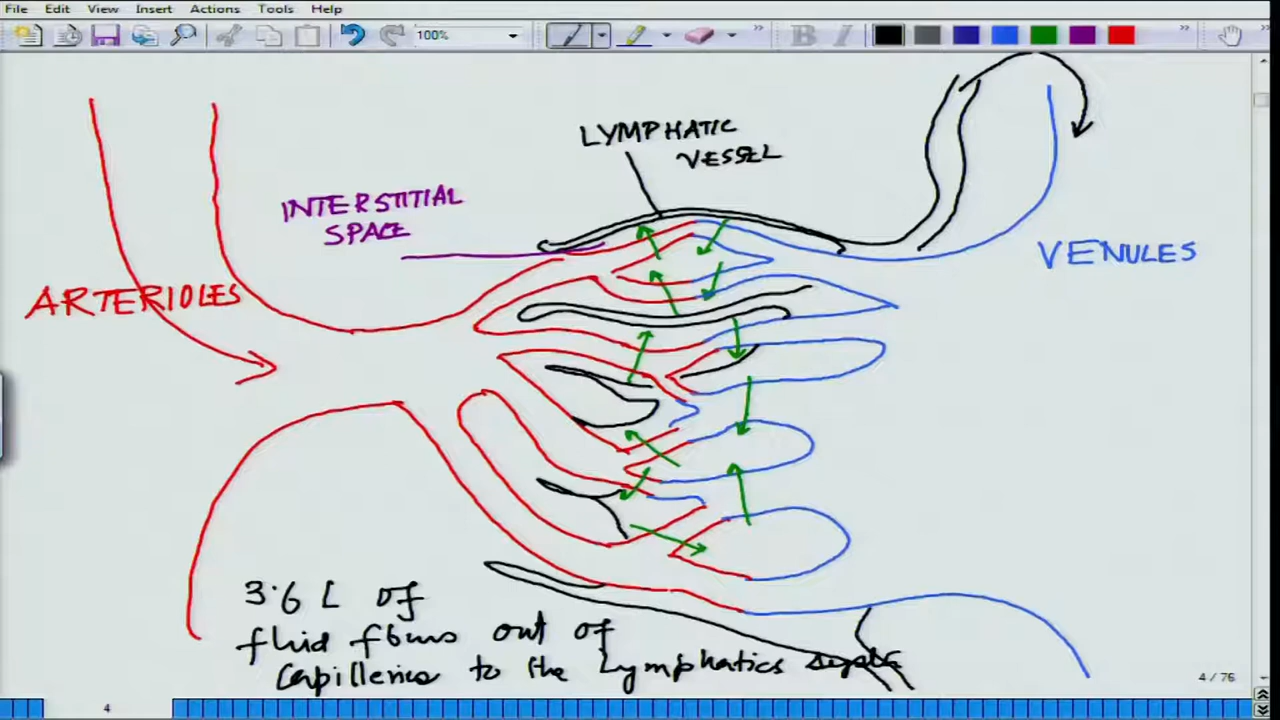 File Edit View Insert Actions Tools Help
100%
LYMPHATIC
VESSEL
INTERSTITIAL
SPACE
ARTERIOLES
VENULES
3.6 L of
fluid flows out of
Capilleries to the Lymphatics
4 / 76
4